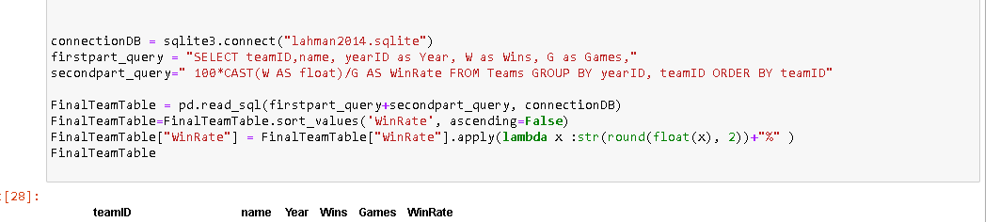 connectionDB = sqlite3.connect("lahman2014.sqlite")
firstpart_query = "SELECT teamID,name, yearID as Year, W as Wins, G as Games,"
secondpart_query=" 100*CAST(W AS float)/G AS WinRate FROM Teams GROUP BY yearID, teamID ORDER BY teamID"
FinalTeamTable = pd.read_sql(firstpart_query+secondpart_query, connectionDB)
FinalTeamTable=FinalTeamTable.sort_values('WinRate', ascending=False)
FinalTeamTable["WinRate"] = FinalTeamTable["WinRate"].apply(lambda x :str(round(float(x), 2))+"%" )
FinalTeamTable
[28]:
teamID name Year Wins Games WinRate